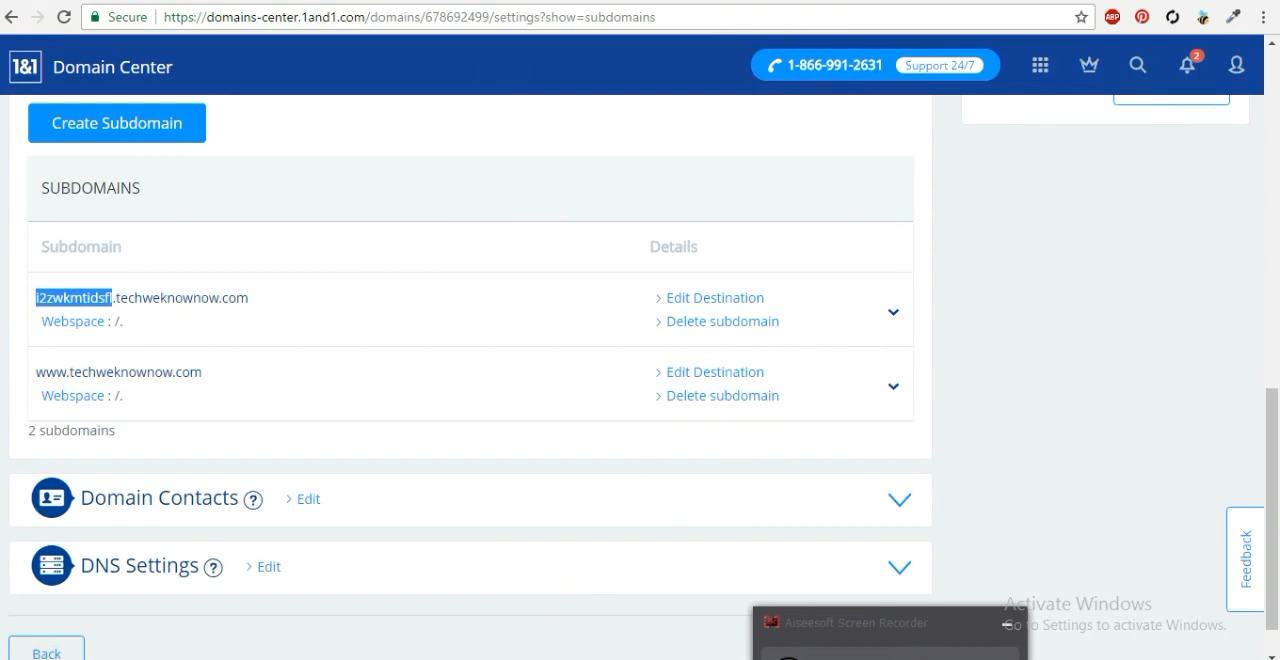 Secure
https://domains-center.1and1.com/domains/678692499/settings?show=subdomains
ABP
1&1 Domain Center
1-866-991-2631 Support 24/7
2
Create Subdomain
SUBDOMAINS
Subdomain Details
i2zwkmtidsfl.techweknownow.com > Edit Destination
Webspace : /. > Delete subdomain
www.techweknownow.com > Edit Destination
Webspace : /. > Delete subdomain
2 subdomains
Domain Contacts ? > Edit
DNS Settings ? > Edit
Feedback
Activate Windows
Go to Settings to activate Windows.
Aiseesoft Screen Recorder
Back